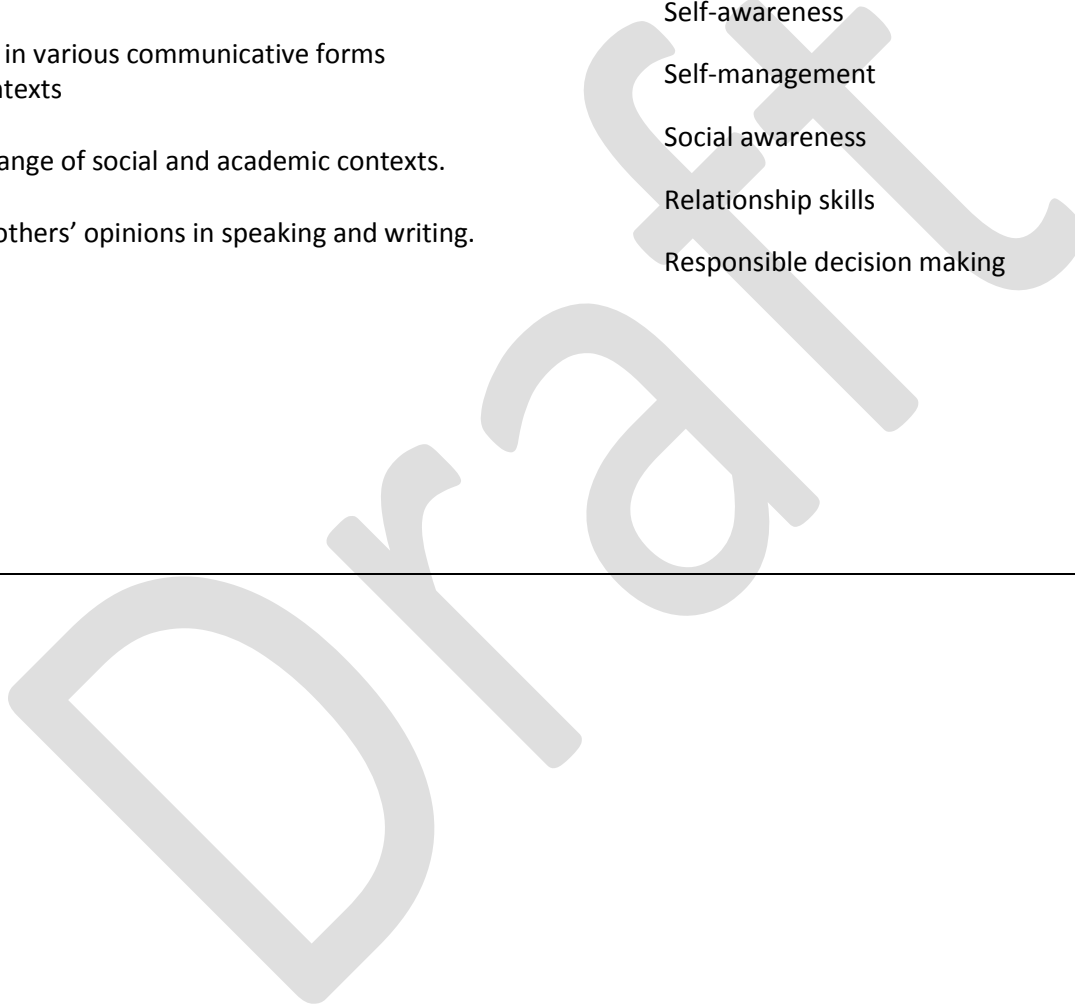 in various communicative forms
ntexts
ange of social and academic contexts.
others’ opinions in speaking and writing.
Self-awareness
Self-management
Social awareness
Relationship skills
Responsible decision making
Draft